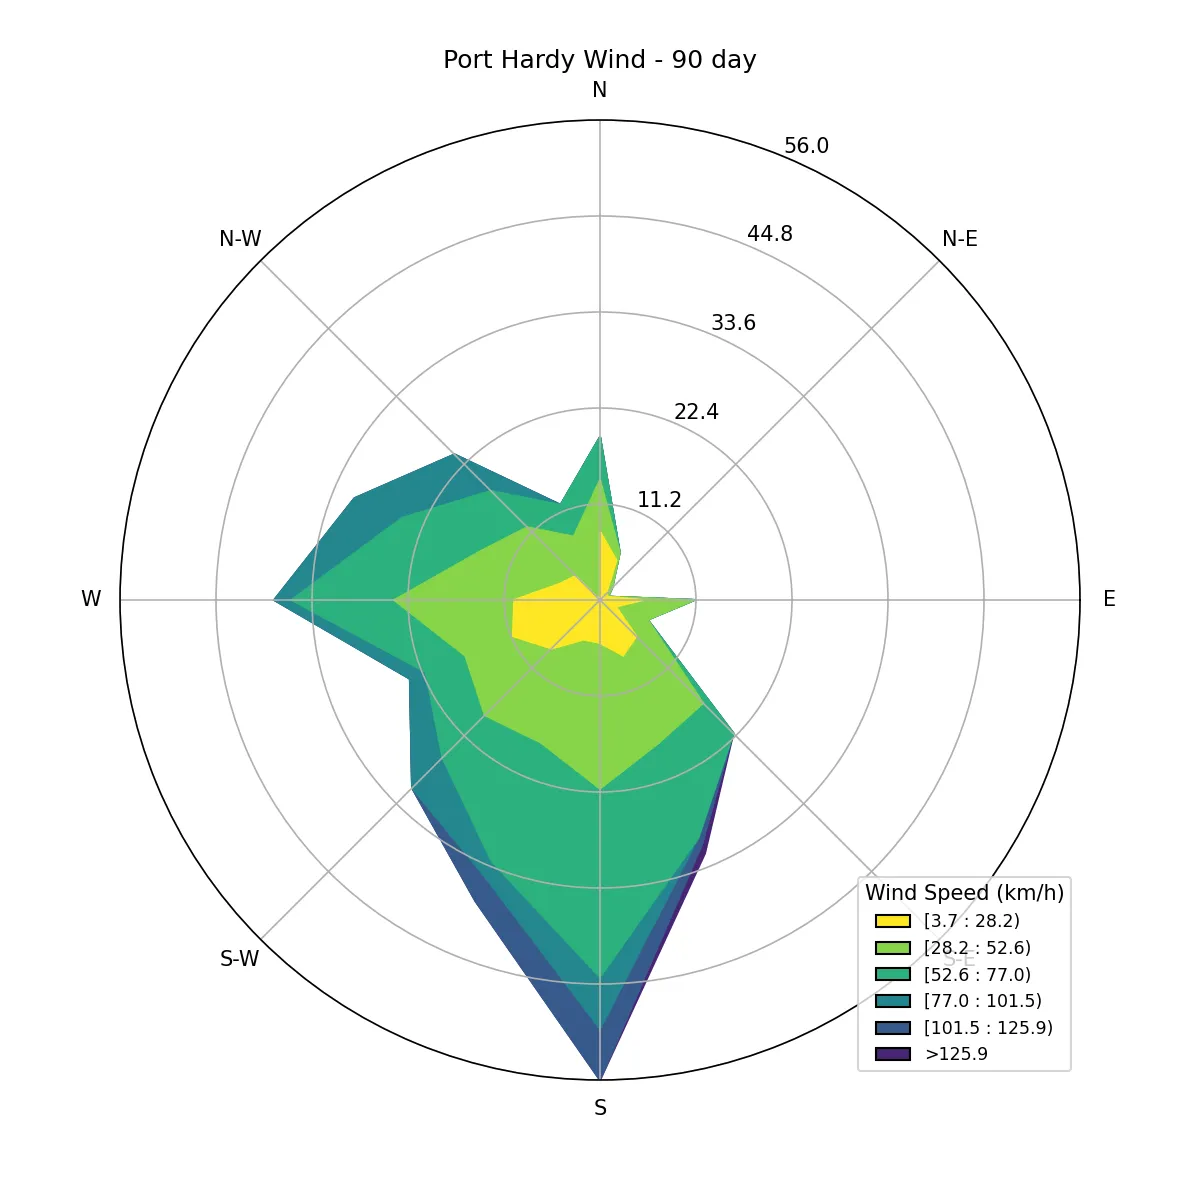 Port Hardy Wind - 90 day
N
56.0
N-W
44.8
N-E
33.6
22.4
11.2
W
E
Wind Speed (km/h)
[3.7 : 28.2)
[28.2 : 52.6)
S-W
S-E
[52.6 : 77.0)
[77.0 : 101.5)
[101.5 : 125.9)
>125.9
S